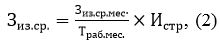 Зиз.ср. = Зиз.ср.мес. / Траб.мес. * Истр, (2)